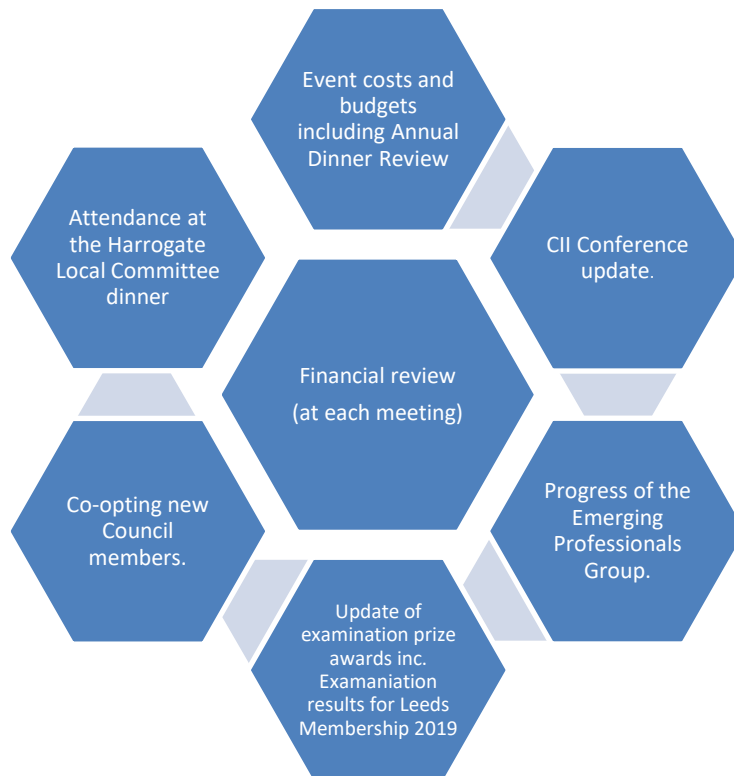 Event costs and
budgets
including Annual
Dinner Review
CII Conference
update.
Progress of the
Emerging
Professionals
Group.
Update of
examination prize
awards inc.
Examaniation
results for Leeds
Membership 2019
Co-opting new
Council
members.
Attendance at
the Harrogate
Local Committee
dinner
Financial review
(at each meeting)